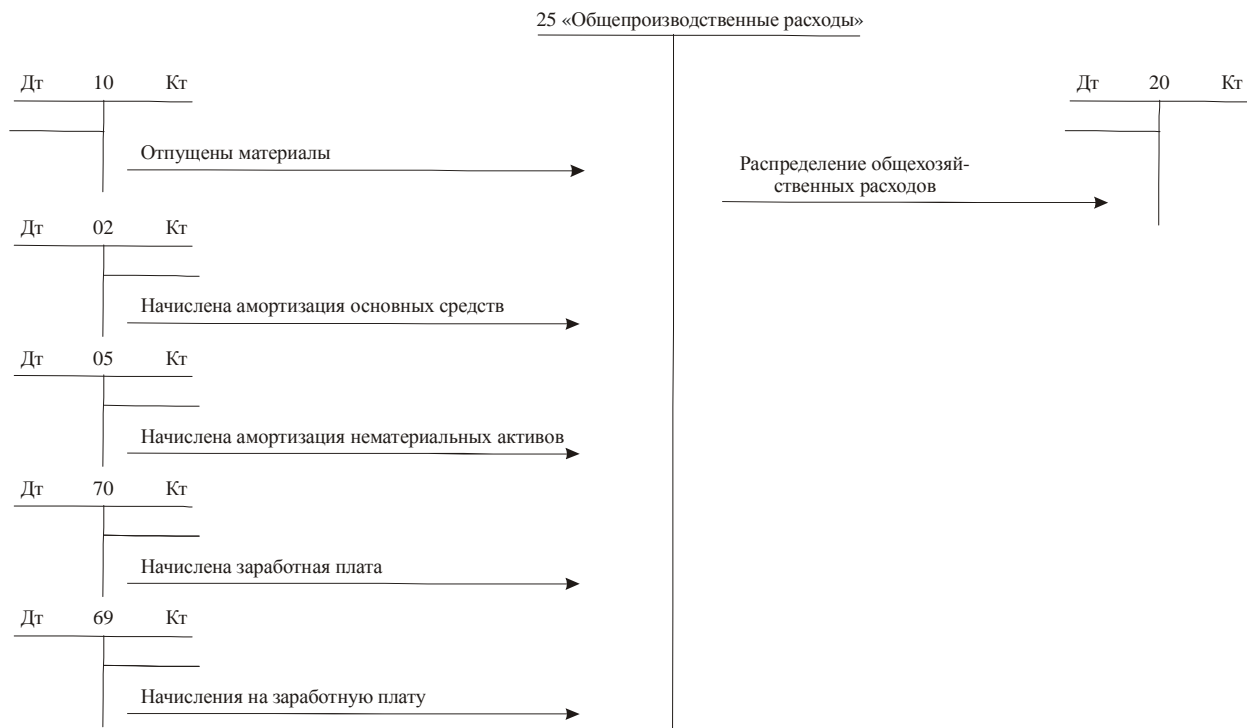 25 «Общепроизводственные расходы»
Дт 10 Кт
Дт 20 Кт
Отпущены материалы
Распределение общехозяй-
ственных расходов
Дт 02 Кт
Начислена амортизация основных средств
Дт 05 Кт
Начислена амортизация нематериальных активов
Дт 70 Кт
Начислена заработная плата
Дт 69 Кт
Начисления на заработную плату